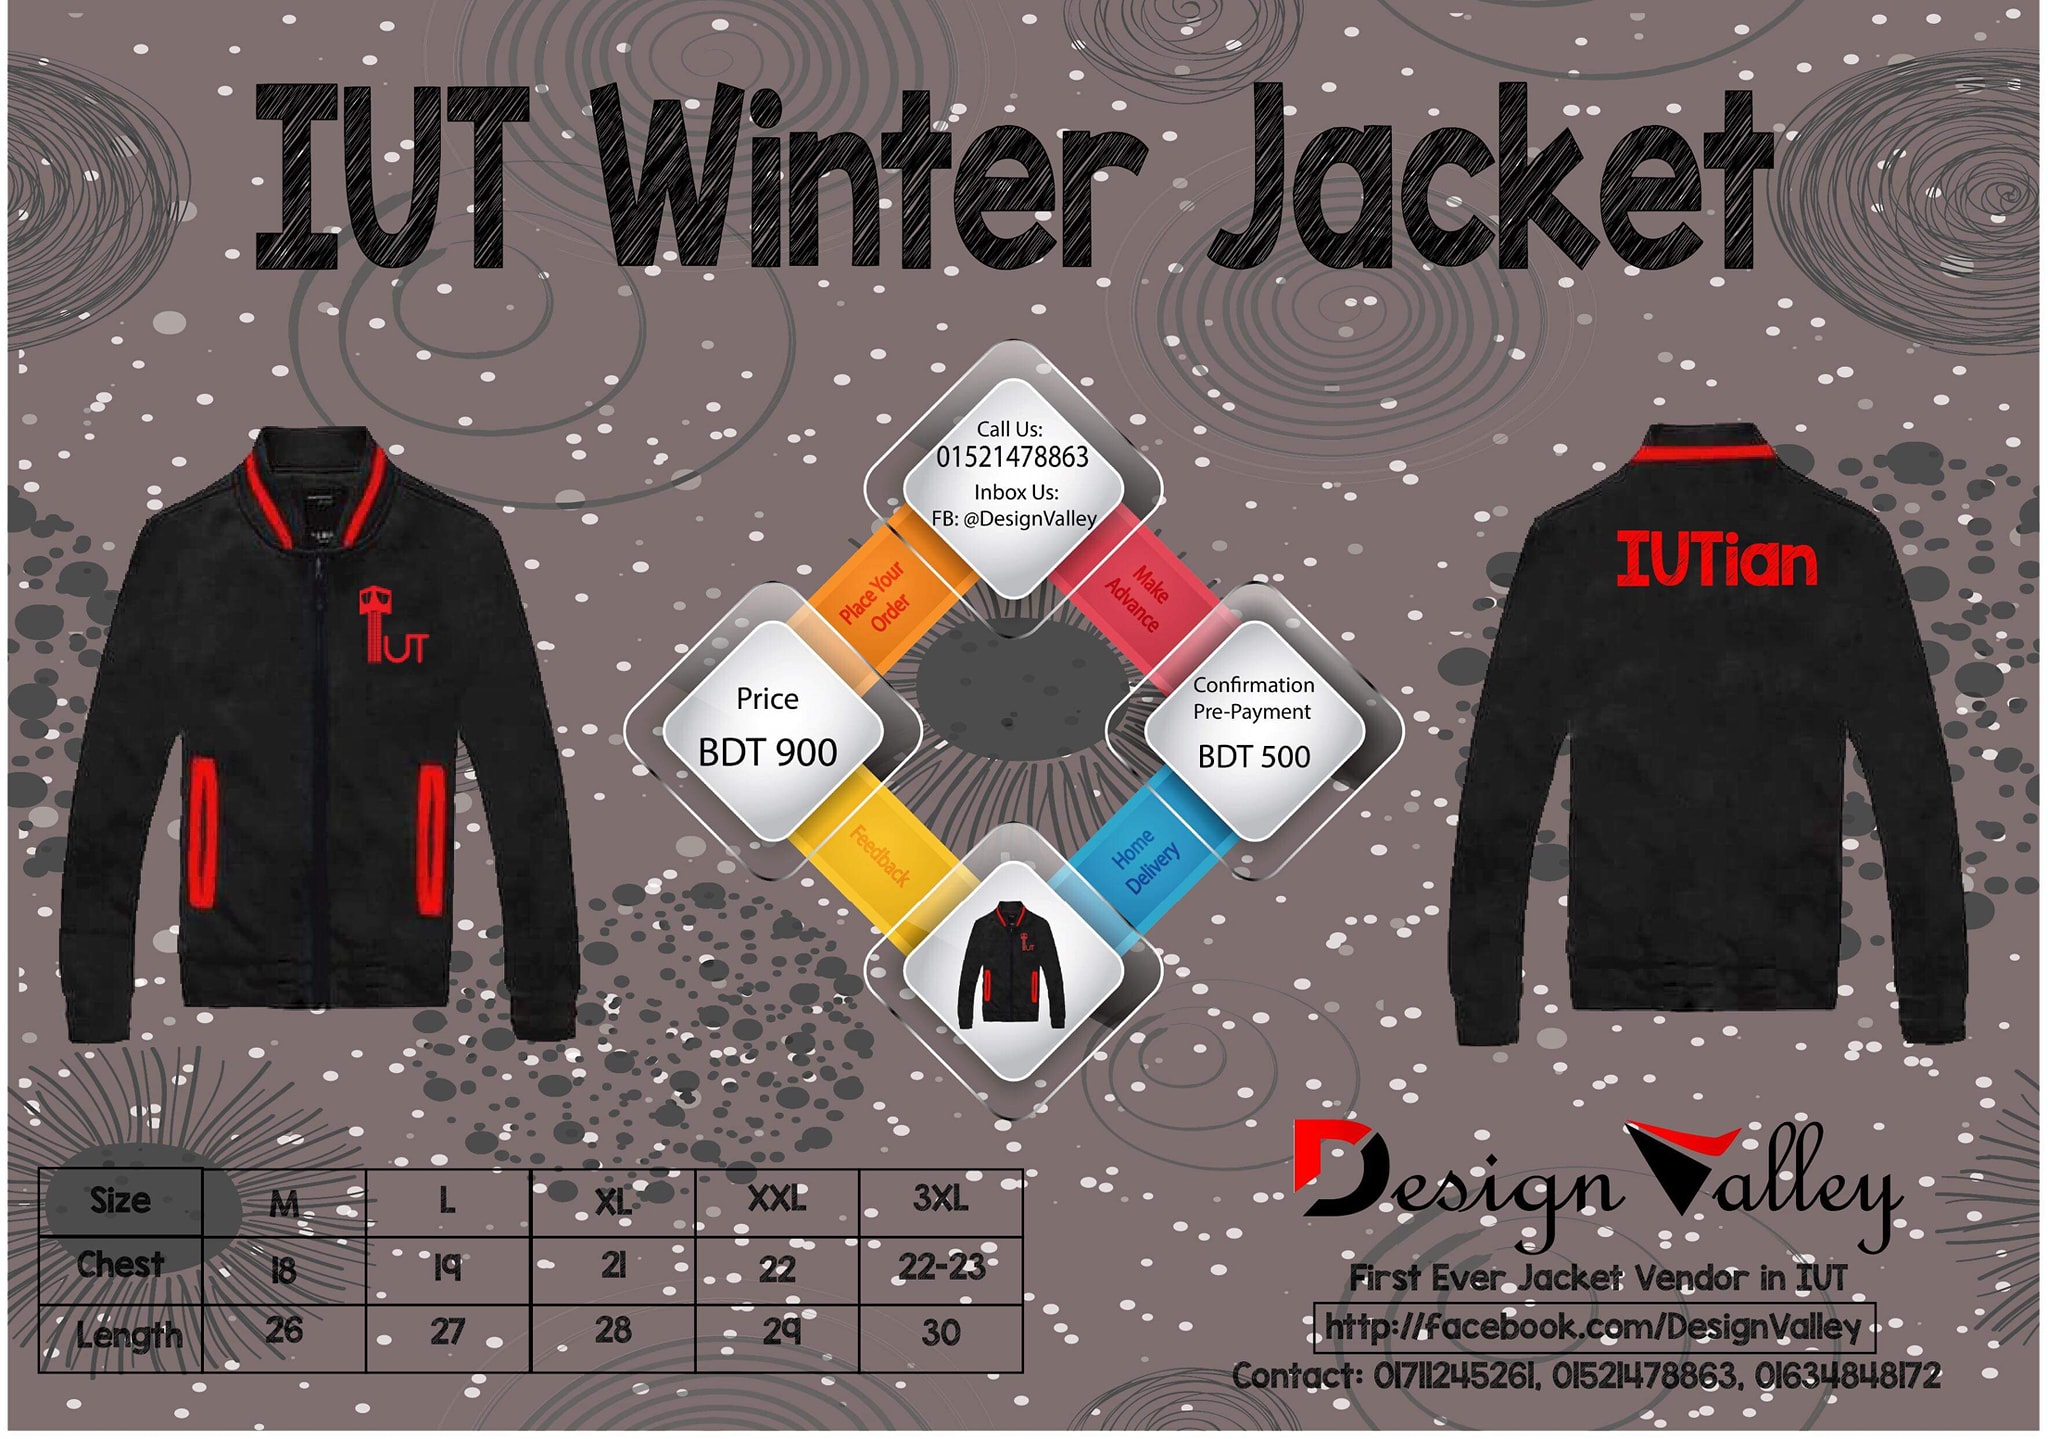 IUT Winter Jacket
Call Us:
01521478863
Inbox Us:
FB: @DesignValley
Place Your
Order
Make
Advance
Price
BDT 900
Confirmation
Pre-Payment
BDT 500
Feedback
Home
Delivery
IUT
IUTian
IUT
Size M L XL XXL 3XL
Chest 18 19 21 22 22-23
Length 26 27 28 29 30
Design Valley
First Ever Jacket Vendor in IUT
http://facebook.com/DesignValley
Contact: 01711245261, 01521478863, 01634848172